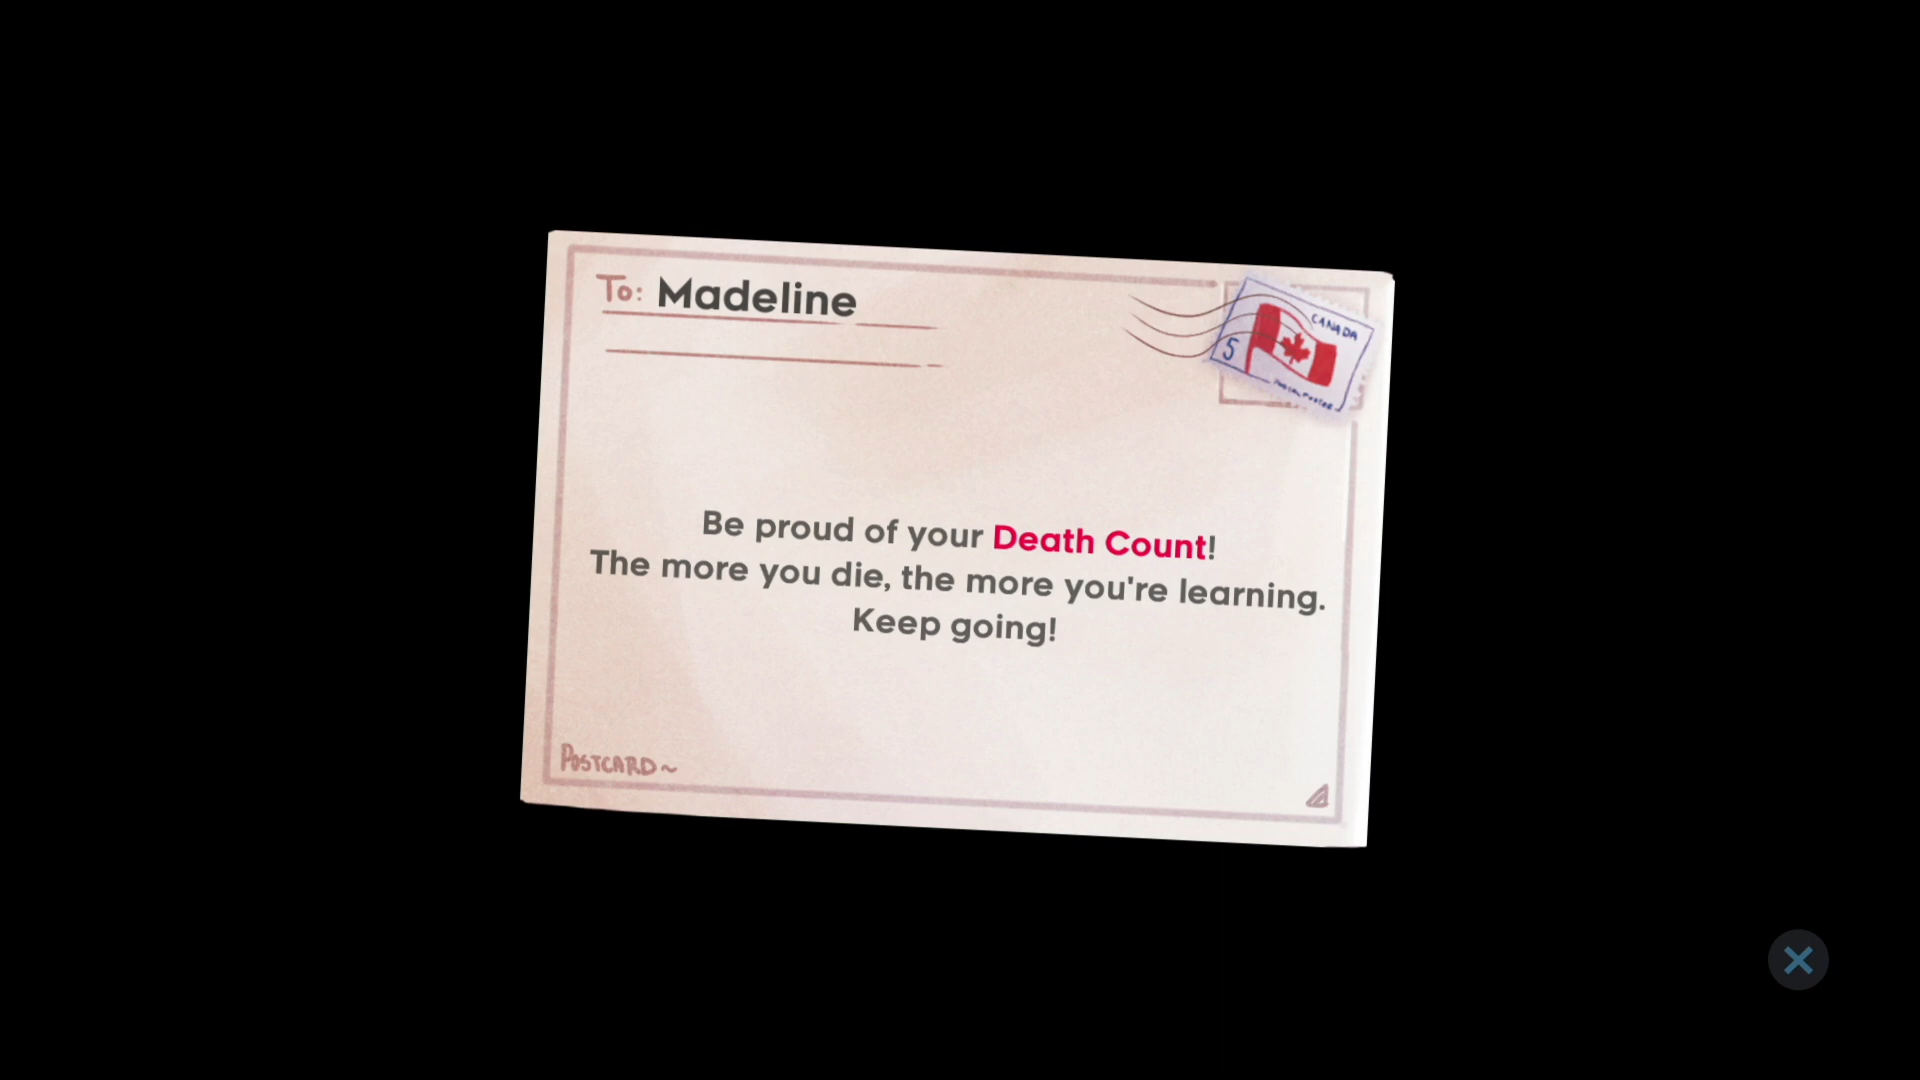 To: Madeline
CANADA
5
Be proud of your Death Count!
The more you die, the more you're learning.
Keep going!
POSTCARD~